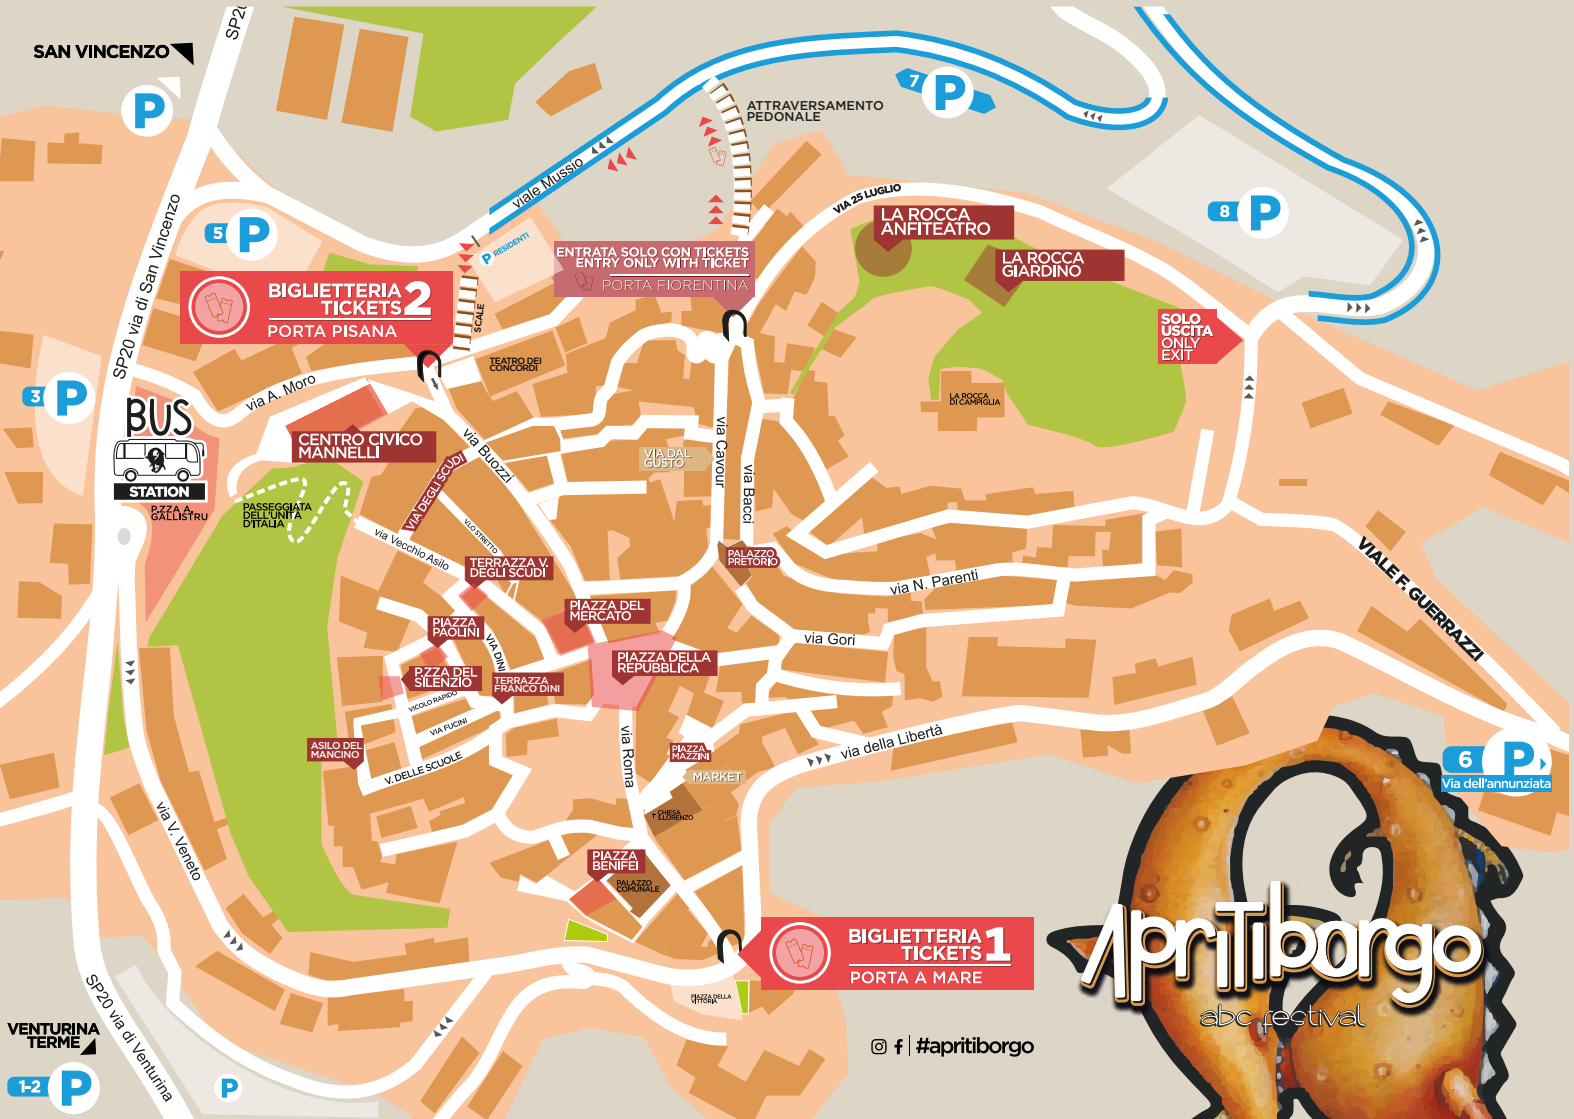 SP20
SAN VINCENZO
P
7 P
ATTRAVERSAMENTO
PEDONALE
viale Mussio
SP20 via di San Vincenzo
VIA 25 LUGLIO
5 P
P RESIDENTI
LA ROCCA
ANFITEATRO
8 P
ENTRATA SOLO CON TICKETS
ENTRY ONLY WITH TICKET
PORTA FIORENTINA
LA ROCCA
GIARDINO
BIGLIETTERIA
TICKETS 2
PORTA PISANA
SCALE
SOLO
USCITA
ONLY
EXIT
TEATRO DEI
CONCORDI
via A. Moro
3 P
LA ROCCA
DI CAMPIGLIA
BUS
STATION
P.ZZA A.
GALLISTRU
CENTRO CIVICO
MANNELLI
via Buozzi
via Cavour
via Bacci
VIA DAL
GUSTO
VIA DEGLI SCUDI
PASSEGGIATA
DELL'UNITÀ
D'ITALIA
V.LO STRETTO
via Vecchio Asilo
PALAZZO
PRETORIO
TERRAZZA V.
DEGLI SCUDI
via N. Parenti
VIALE F. GUERRAZZI
PIAZZA DEL
MERCATO
PIAZZA
PAOLINI
VIA DINI
via Gori
PIAZZA DELLA
REPUBBLICA
P.ZZA DEL
SILENZIO
TERRAZZA
FRANCO DINI
VICOLO RAPIDO
VIA FUCINI
ASILO DEL
MANCINO
V. DELLE SCUOLE
via Roma
PIAZZA
MAZZINI
MARKET
via della Libertà
6 P
Via dell'annunziata
via V. Veneto
CHIESA
S.LORENZO
PIAZZA
BENIFEI
PALAZZO
COMUNALE
BIGLIETTERIA
TICKETS 1
PORTA A MARE
PIAZZA DELLA
VITTORIA
AprITIborgo
abc festival
SP20 via di Venturina
VENTURINA
TERME
1-2 P
P
#apritiborgo